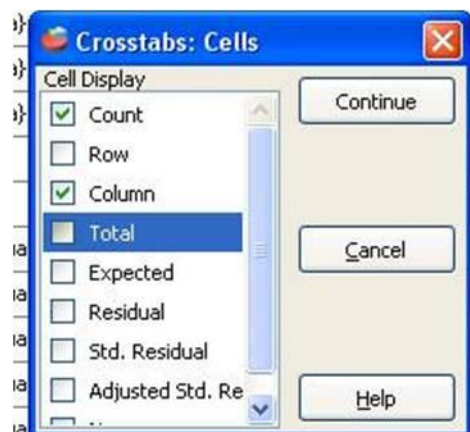 Crosstabs: Cells
Cell Display
Count
Row
Column
Total
Expected
Residual
Std. Residual
Adjusted Std. Re
Continue
Cancel
Help